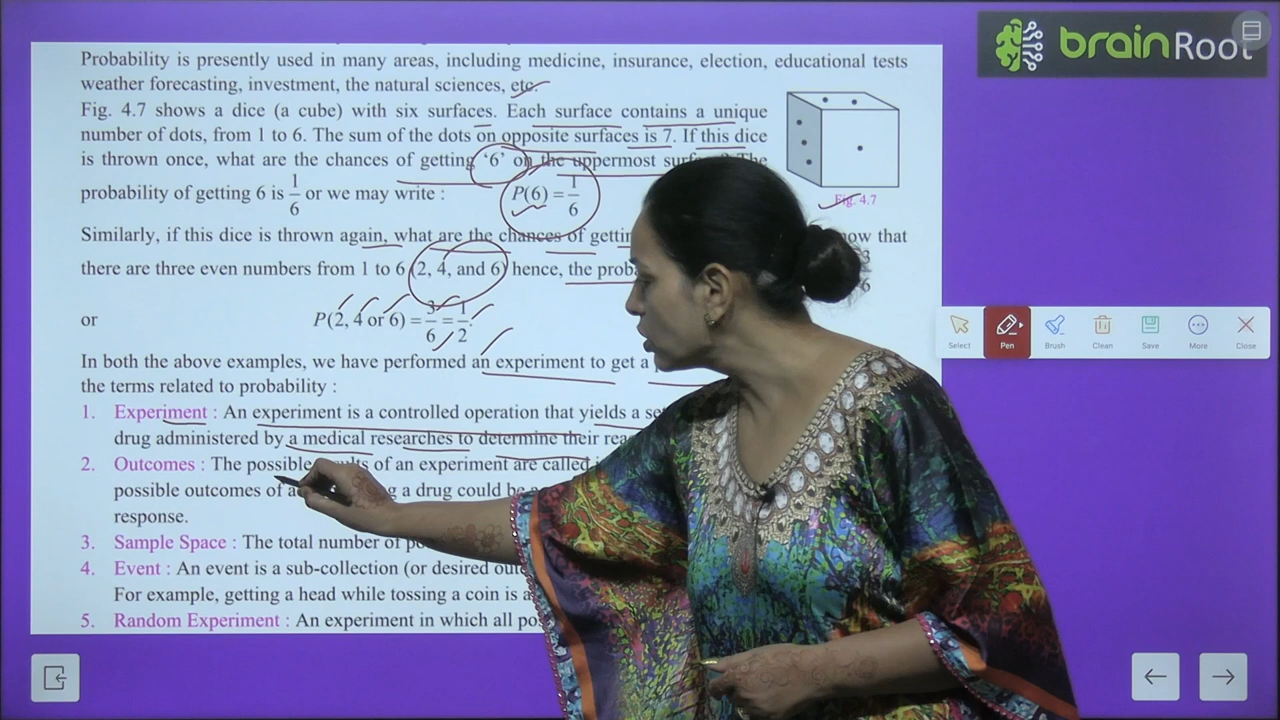 brainRoot
Probability is presently used in many areas, including medicine, insurance, election, educational tests
weather forecasting, investment, the natural sciences, etc.
Fig. 4.7 shows a dice (a cube) with six surfaces. Each surface contains a unique
number of dots, from 1 to 6. The sum of the dots on opposite surfaces is 7. If this dice
is thrown once, what are the chances of getting ‘6’ on the uppermost The
probability of getting 6 is 1/6 or we may write : P(6) = 1/6
Fig. 4.7
Similarly, if this dice is thrown again, what are the chances of that
there are three even numbers from 1 to 6 (2, 4, and 6) hence, the
or P(2, 4 or 6) = 3/6 = 1/2.
In both the above examples, we have performed an experiment to get a
the terms related to probability :
1. Experiment : An experiment is a controlled operation that yields a
drug administered by a medical researches to determine their
2. Outcomes : The possible of an experiment are called
possible outcomes of a drug could be
response.
3. Sample Space : The total number of
4. Event : An event is a sub-collection (or desired
For example, getting a head while tossing a coin is
5. Random Experiment : An experiment in which all
Select Pen Brush Clean Save More Close